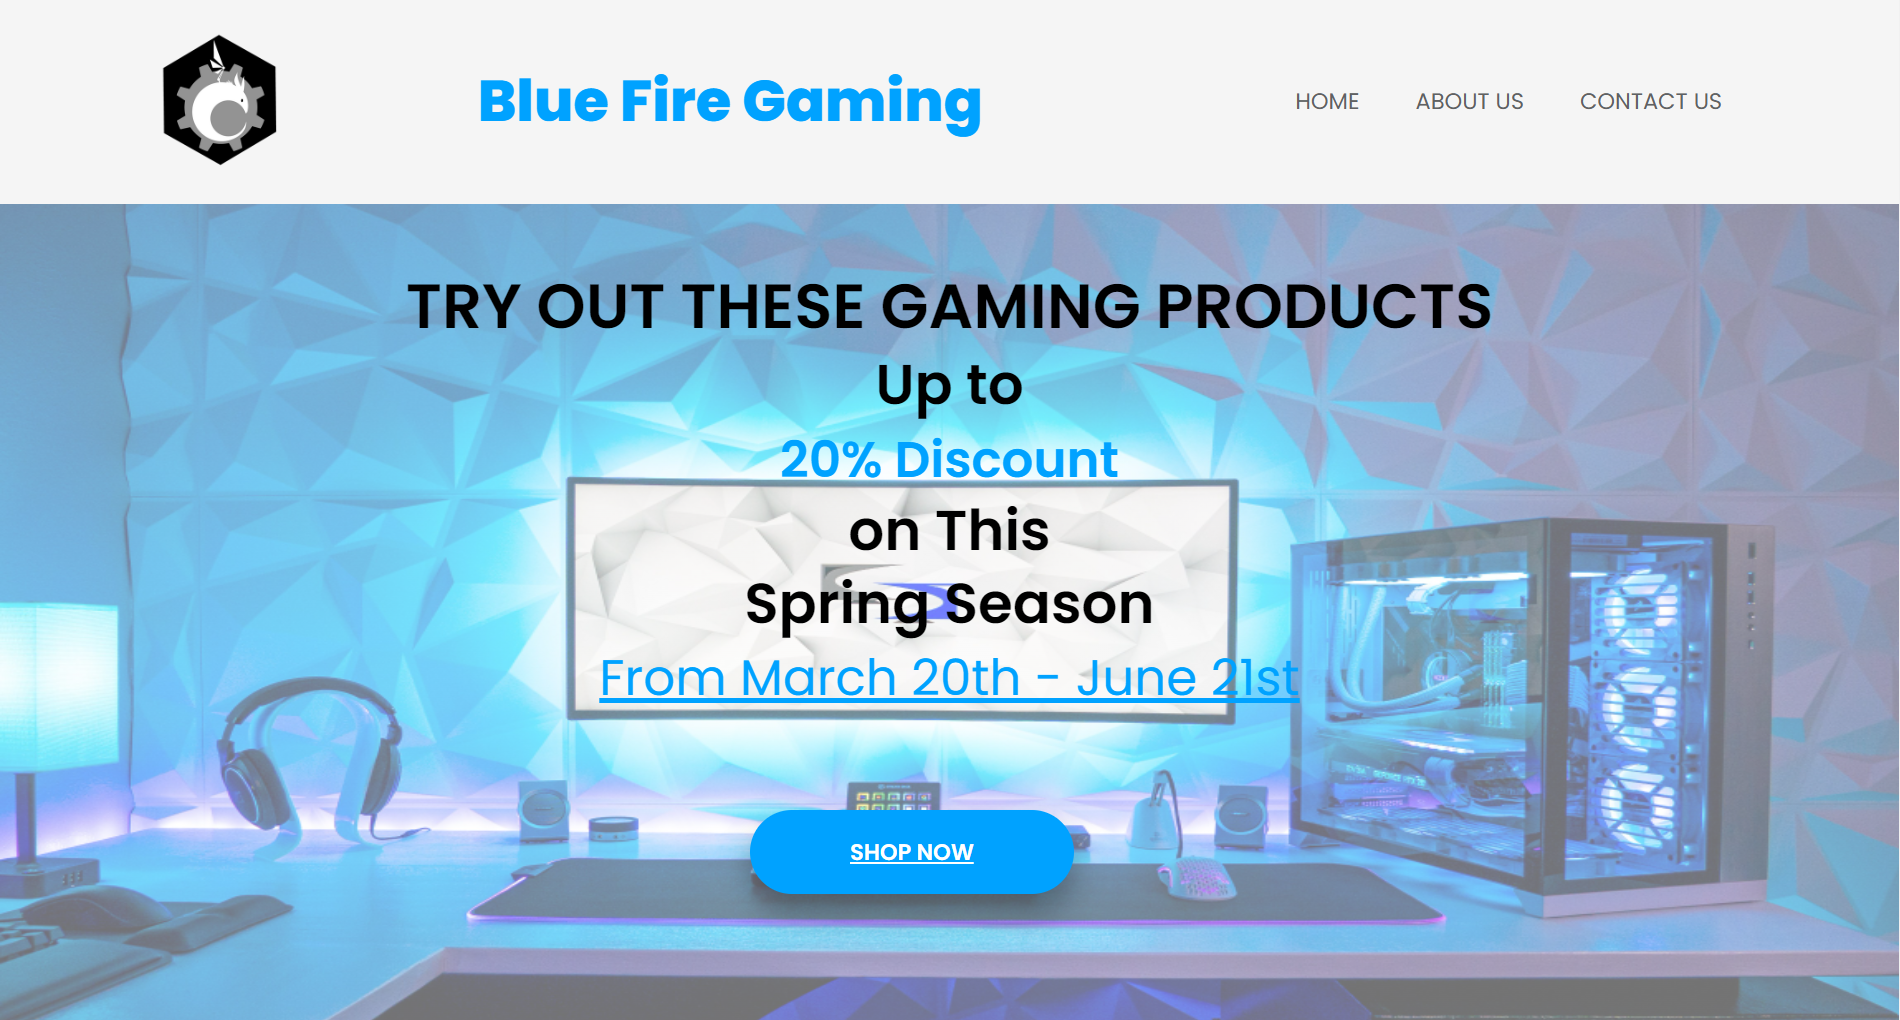 Blue Fire Gaming
HOME ABOUT US CONTACT US
TRY OUT THESE GAMING PRODUCTS
Up to
20% Discount
on This
Spring Season
From March 20th - June 21st
SHOP NOW